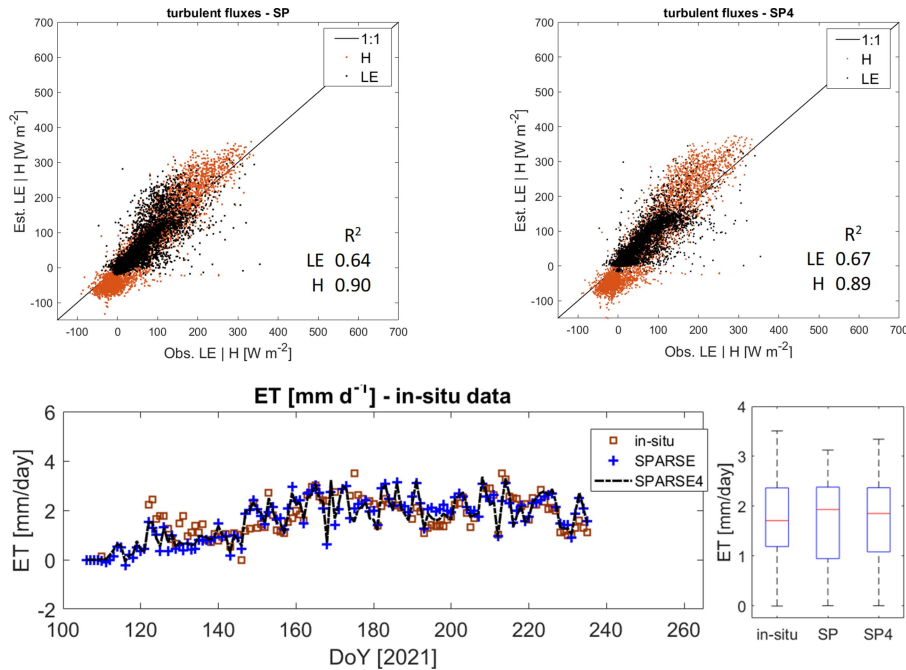 turbulent fluxes - SP
700
600
500
400
300
200
100
0
-100
Est. LE | H [W m-2]
1:1
H
LE
R2
LE 0.64
H 0.90
-100 0 100 200 300 400 500 600 700
Obs. LE | H [W m-2]
turbulent fluxes - SP4
700
600
500
400
300
200
100
0
-100
Est. LE | H [W m-2]
1:1
H
LE
R2
LE 0.67
H 0.89
-100 0 100 200 300 400 500 600 700
Obs. LE | H [W m-2]
ET [mm d-1] - in-situ data
6
4
2
0
-2
ET [mm/day]
in-situ
SPARSE
SPARSE4
100 120 140 160 180 200 220 240 260
DoY [2021]
4
3
2
1
0
ET [mm/day]
in-situ SP SP4